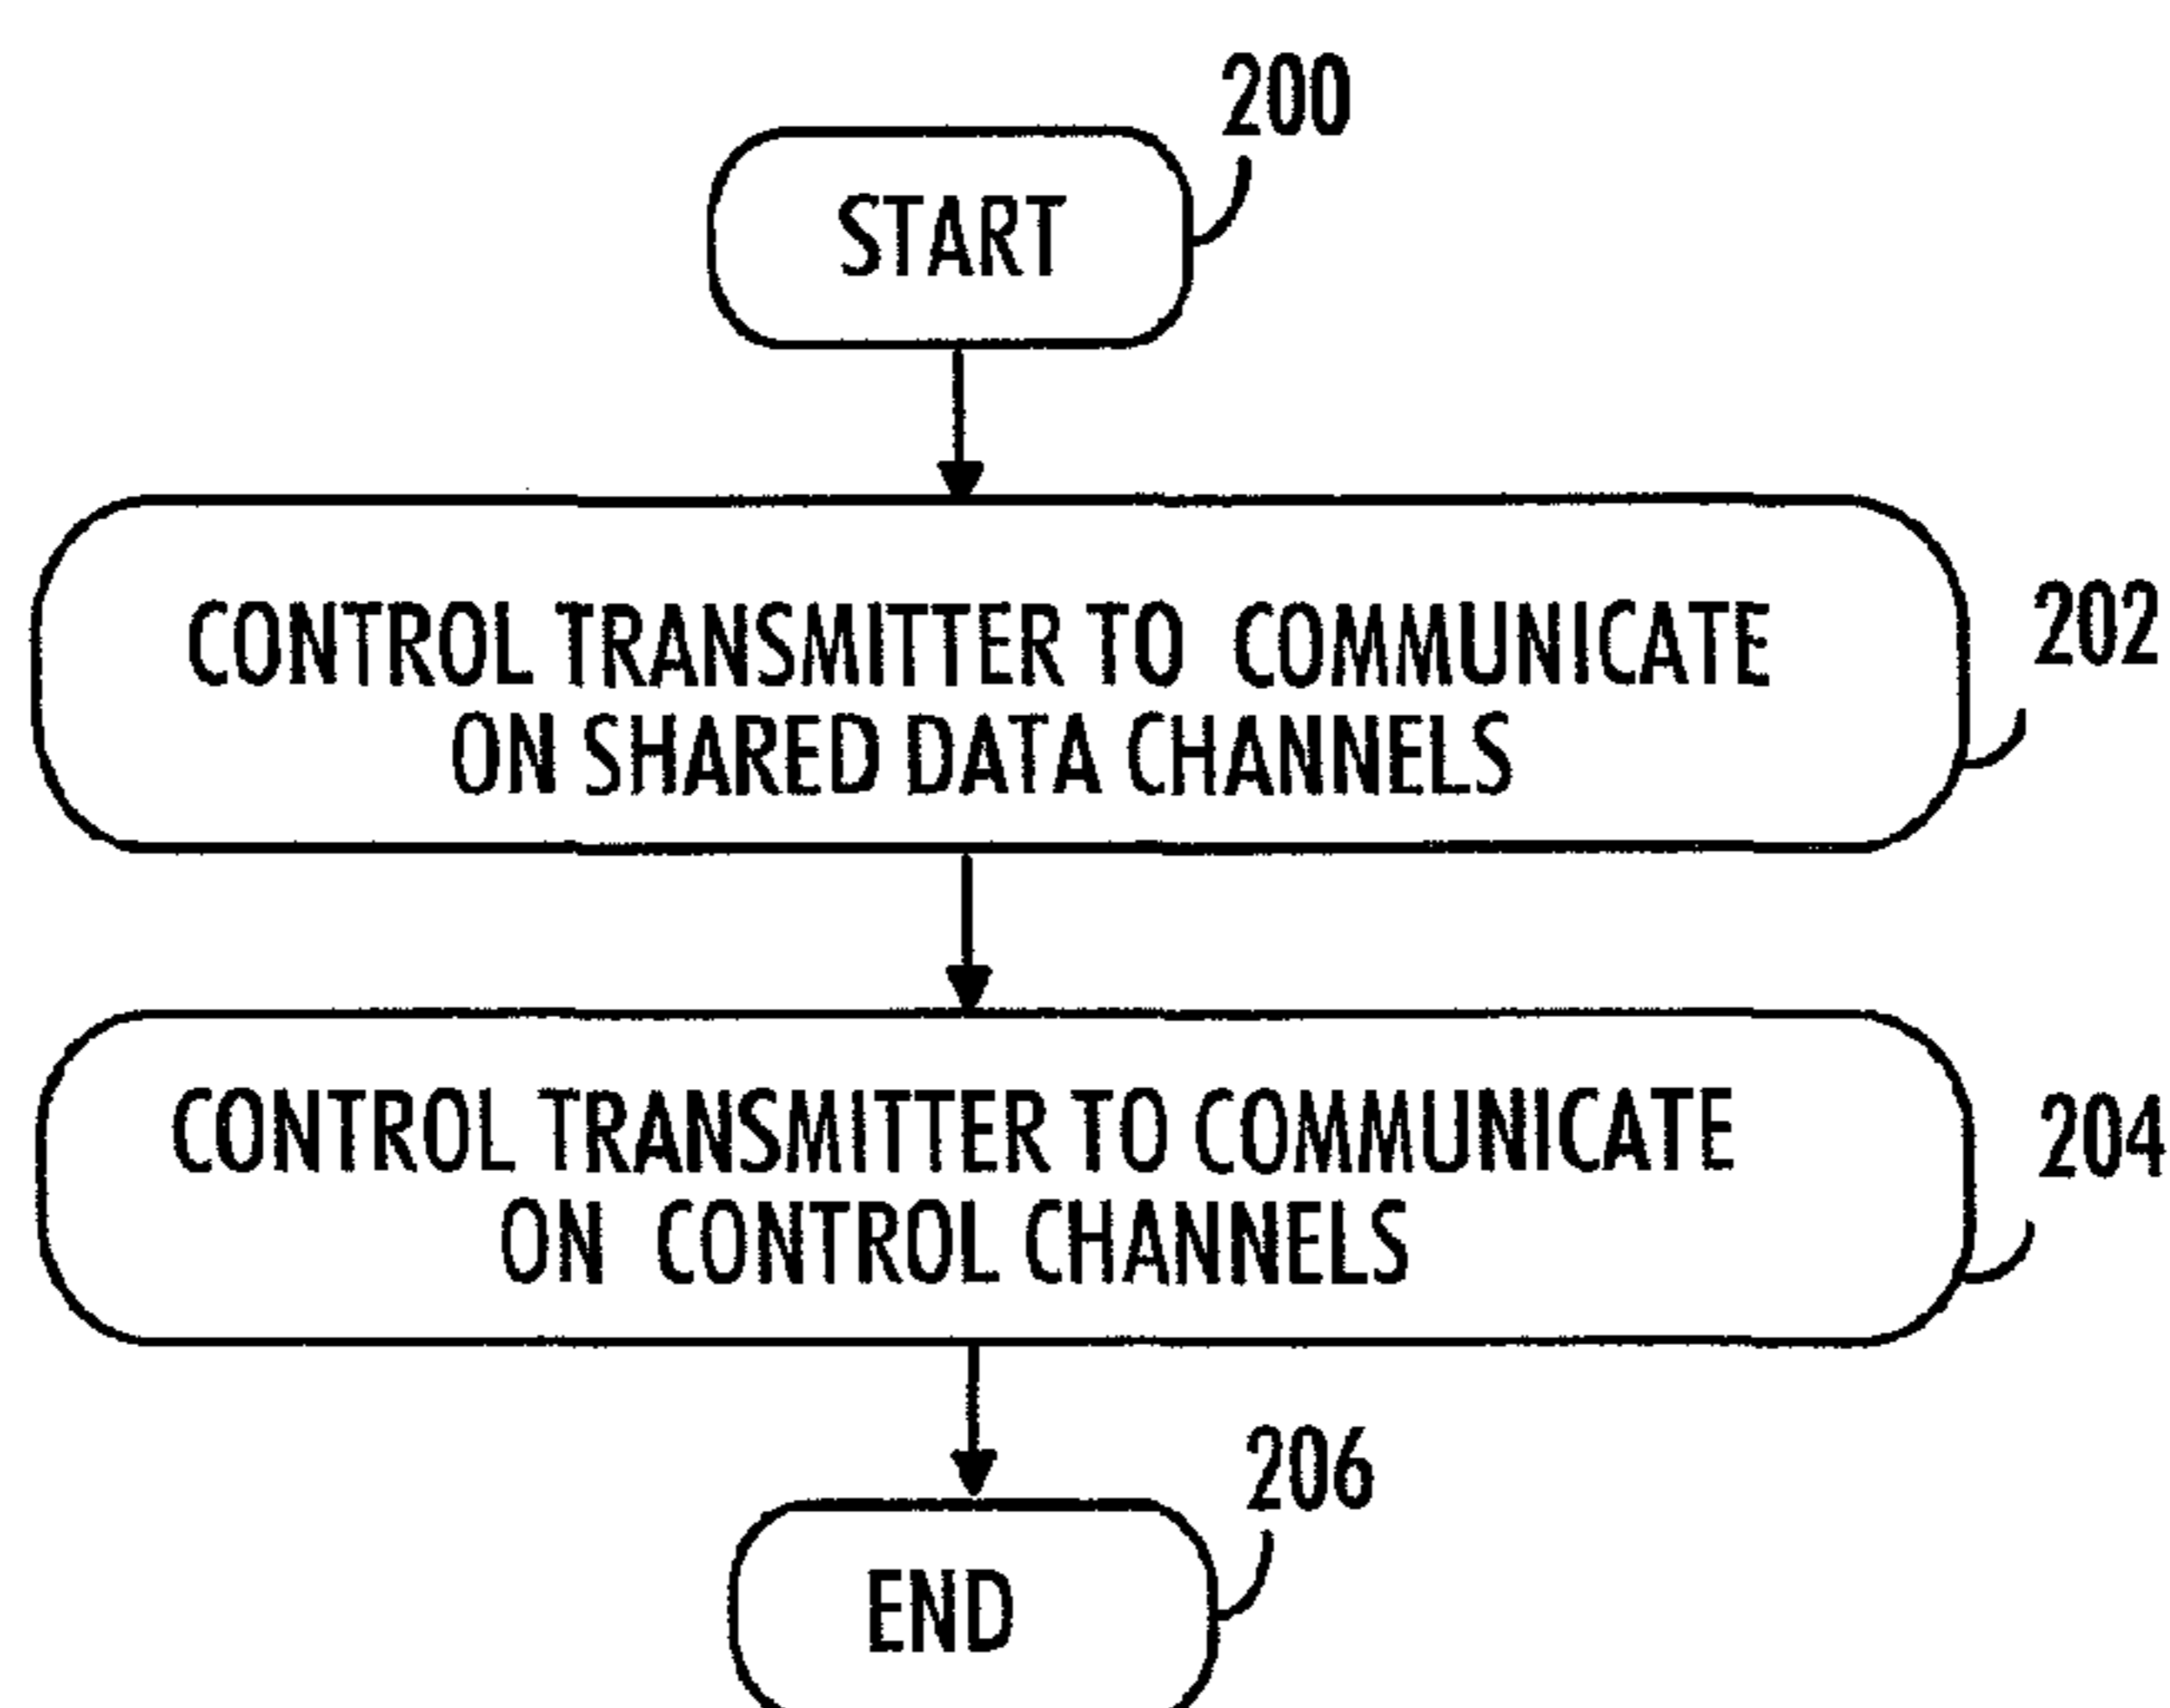 200
START
CONTROL TRANSMITTER TO COMMUNICATE
ON SHARED DATA CHANNELS
202
CONTROL TRANSMITTER TO COMMUNICATE
ON CONTROL CHANNELS
204
206
END